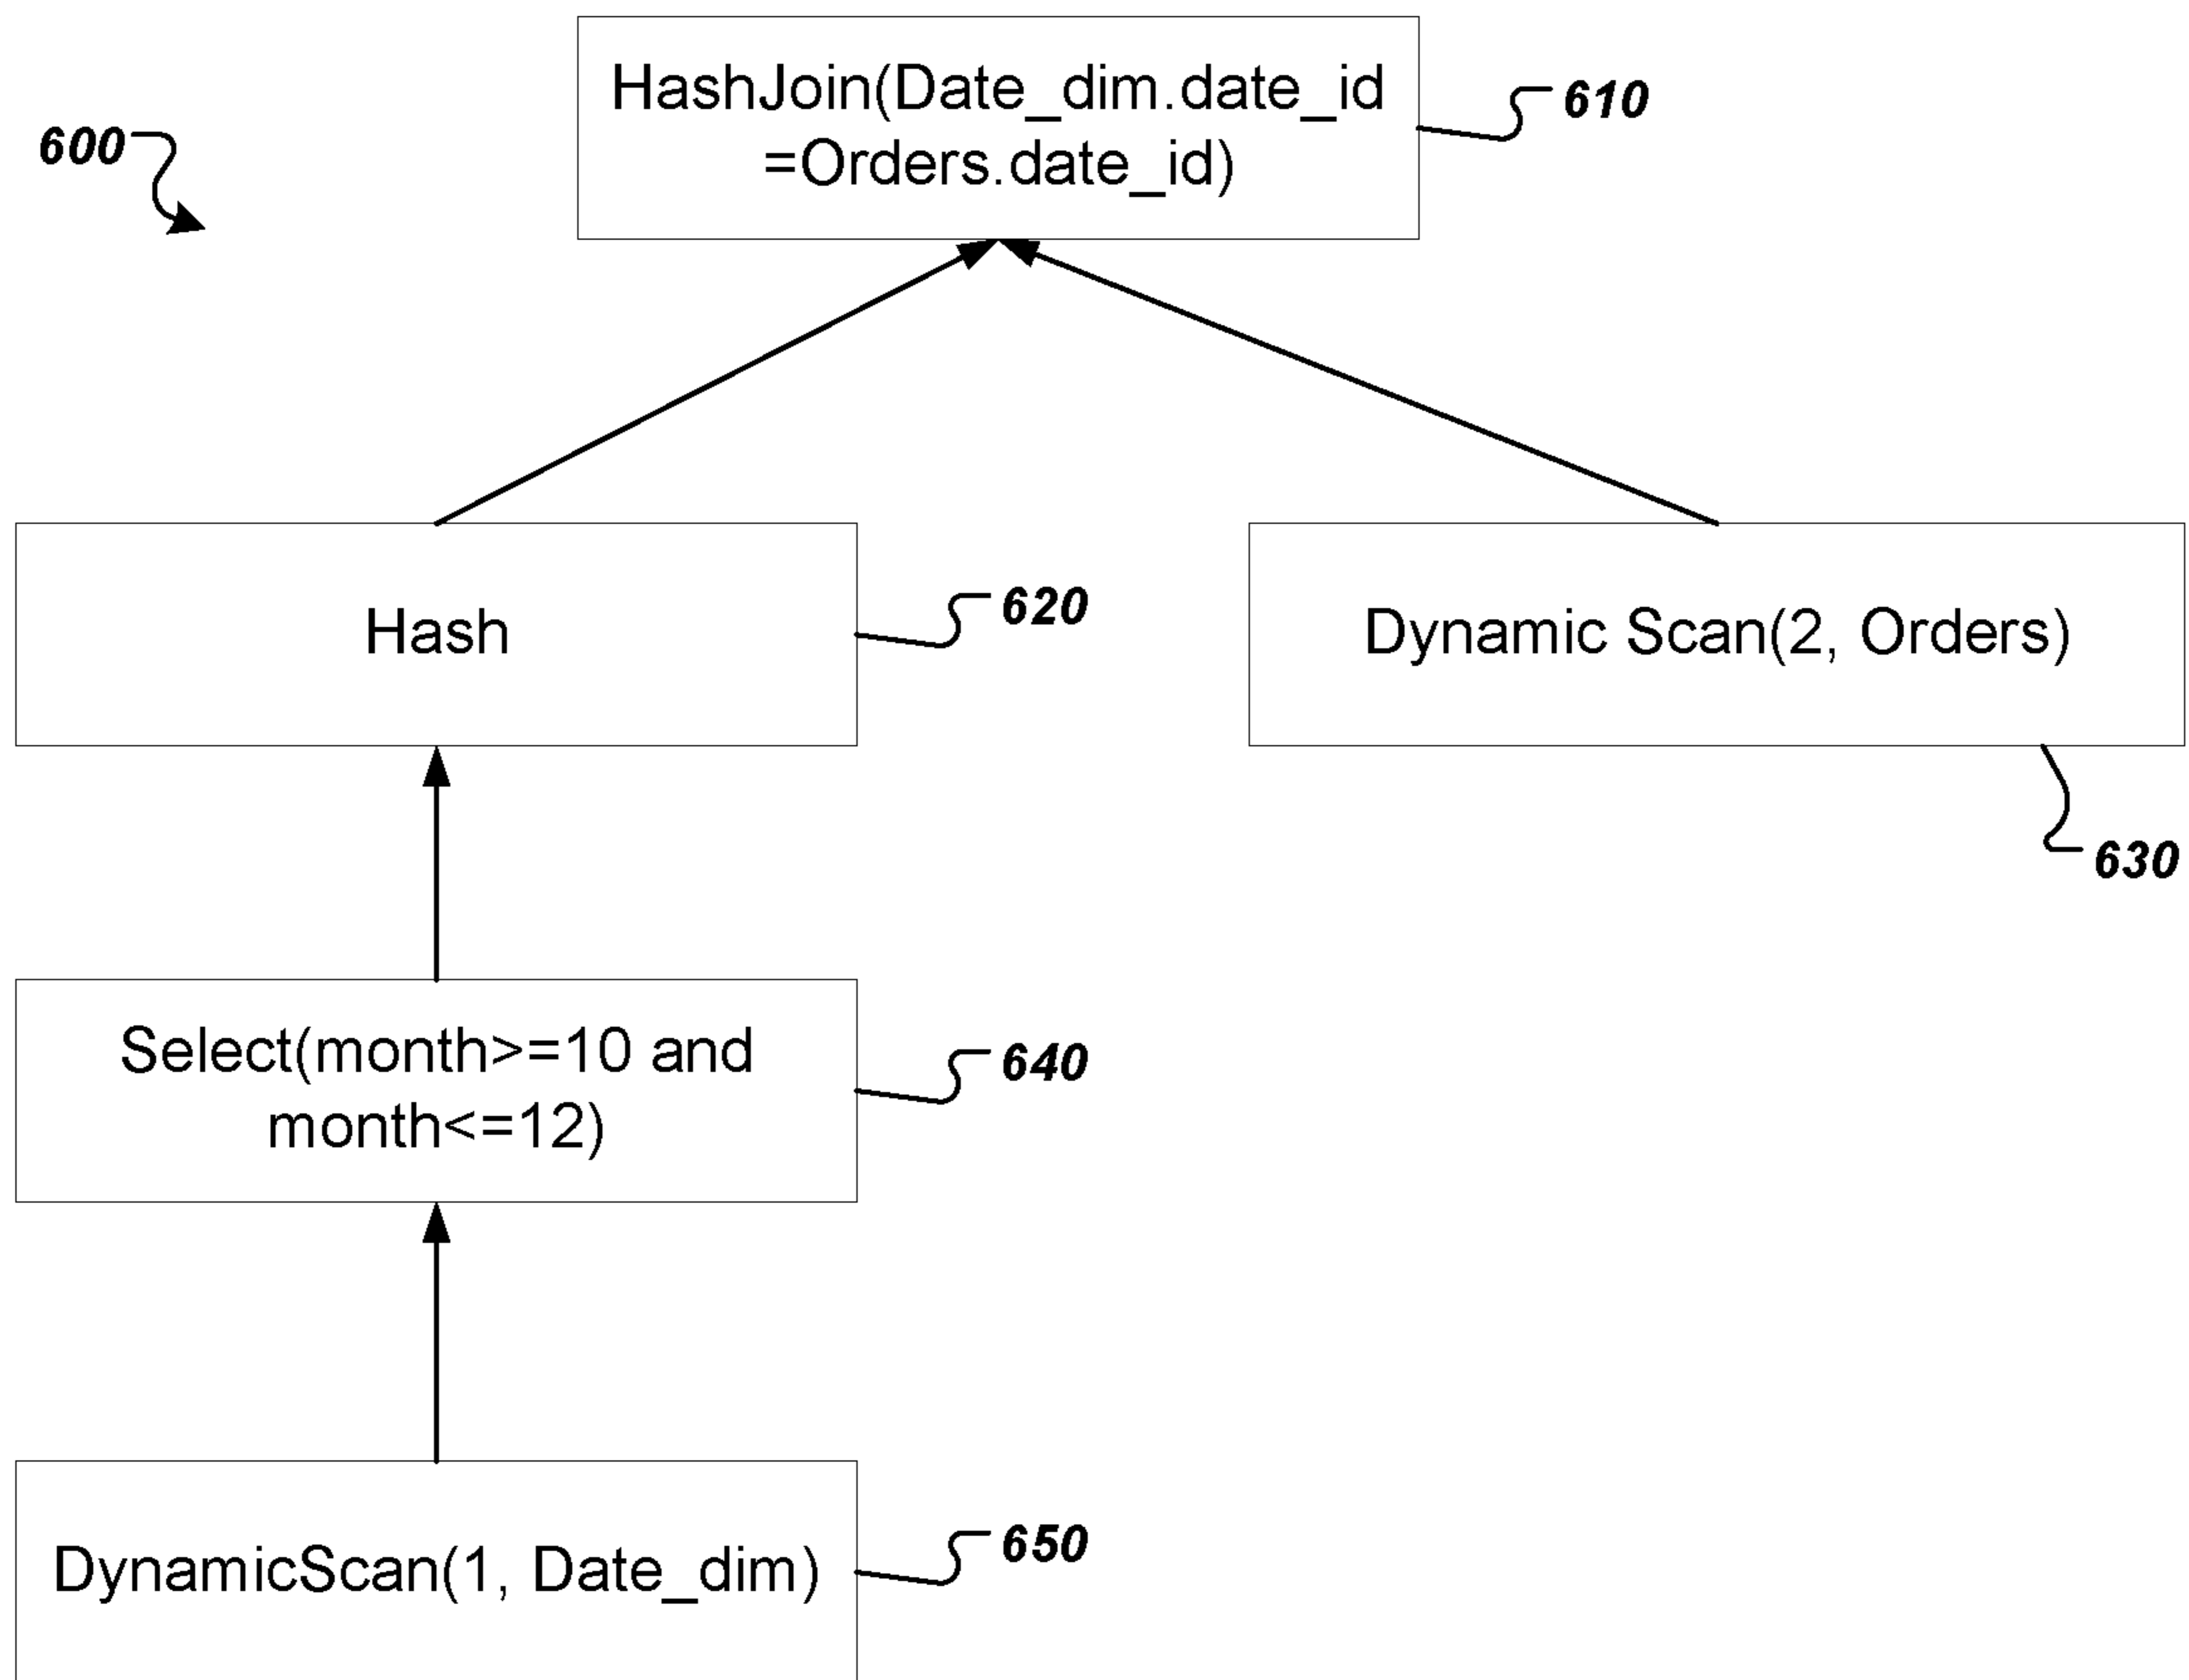 HashJoin(Date_dim.date_id
=Orders.date_id)
610
600
Hash
620
Dynamic Scan(2, Orders)
630
Select(month>=10 and
month<=12)
640
DynamicScan(1, Date_dim)
650